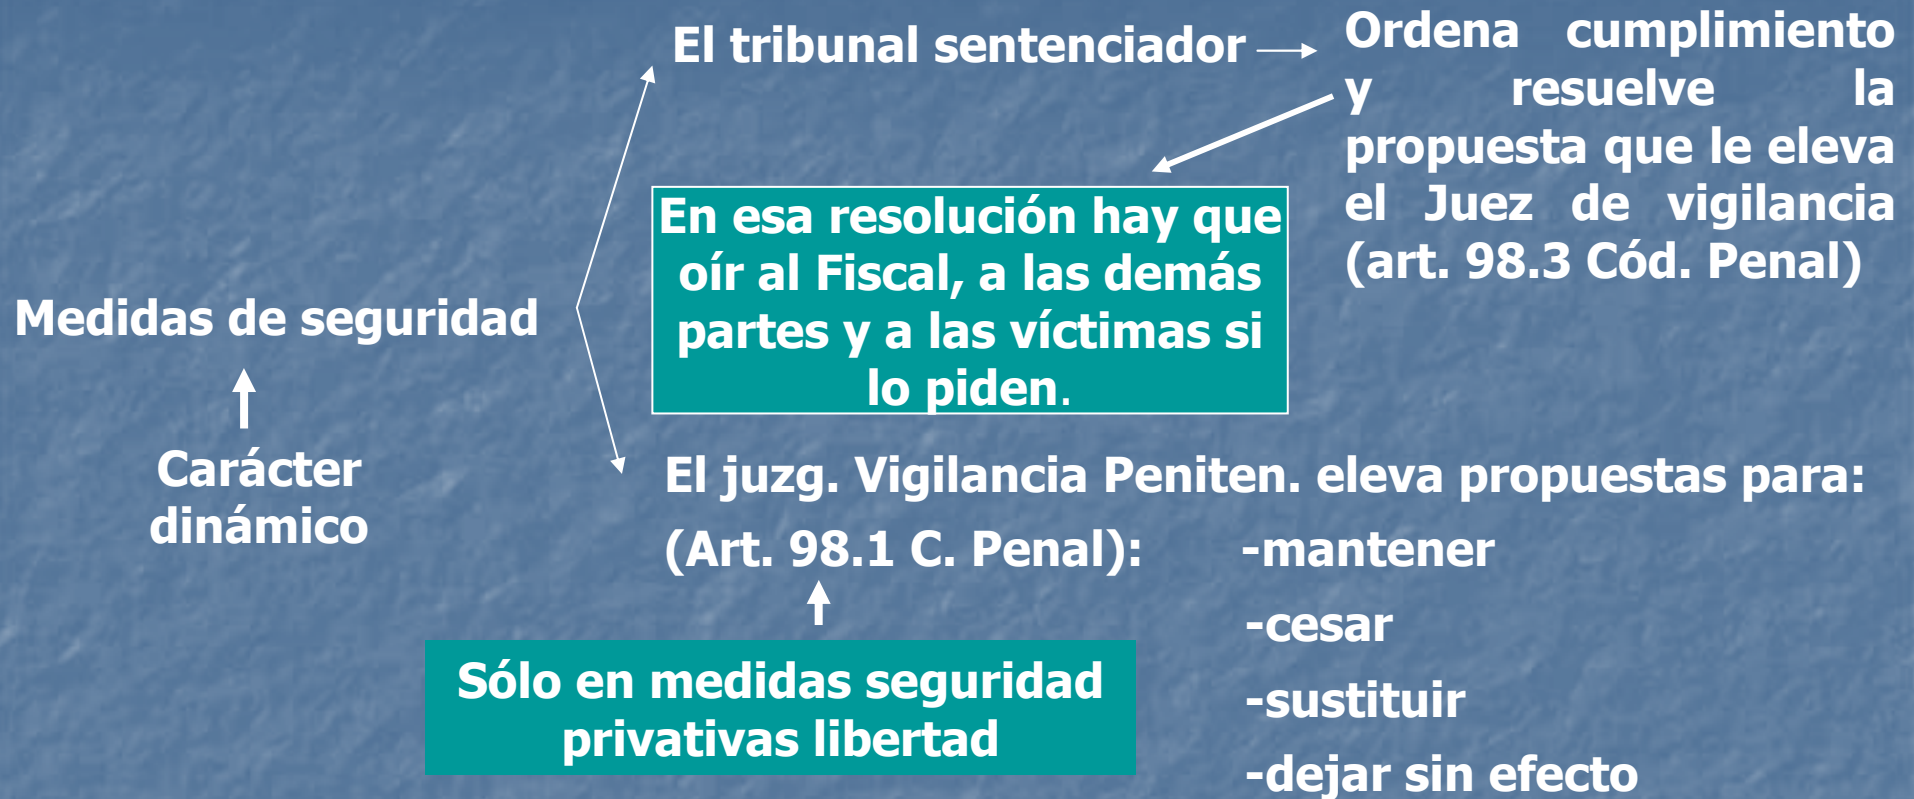 El tribunal sentenciador
Ordena cumplimiento
y resuelve la
propuesta que le eleva
el Juez de vigilancia
(art. 98.3 Cód. Penal)
En esa resolución hay que
oír al Fiscal, a las demás
partes y a las víctimas si
lo piden.
Medidas de seguridad
Carácter
dinámico
El juzg. Vigilancia Peniten. eleva propuestas para:
(Art. 98.1 C. Penal): -mantener
-cesar
-sustituir
-dejar sin efecto
Sólo en medidas seguridad
privativas libertad